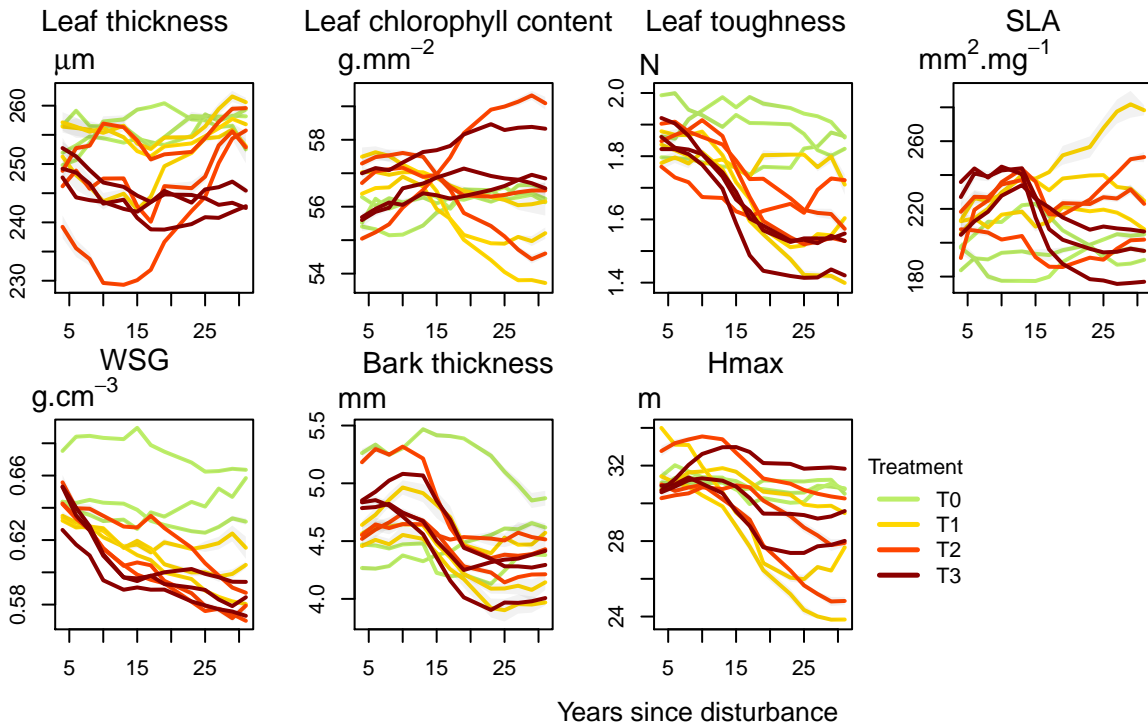 Leaf thickness
μm
230 240 250 260
5 15 25
Leaf chlorophyll content
g.mm⁻²
54 56 58
5 15 25
Leaf toughness
N
1.4 1.6 1.8 2.0
5 15 25
SLA
mm².mg⁻¹
180 220 260
5 15 25
WSG
g.cm⁻³
0.58 0.62 0.66
5 15 25
Bark thickness
mm
4.0 4.5 5.0 5.5
5 15 25
Hmax
m
24 28 32
5 15 25
Treatment
T0
T1
T2
T3
Years since disturbance